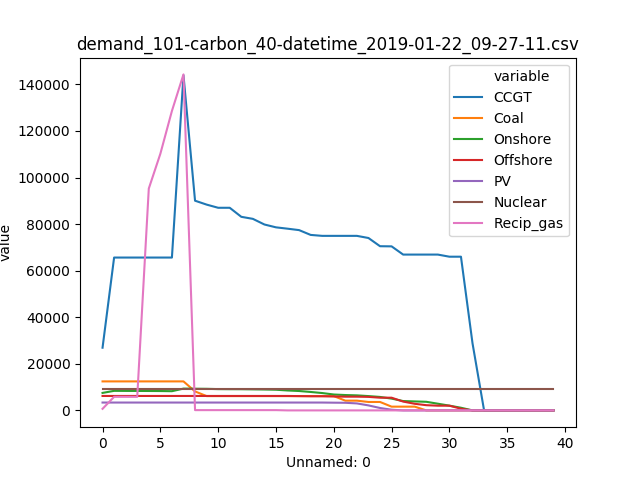 demand_101-carbon_40-datetime_2019-01-22_09-27-11.csv
variable
CCGT
Coal
Onshore
Offshore
PV
Nuclear
Recip_gas
value
140000
120000
100000
80000
60000
40000
20000
0
0 5 10 15 20 25 30 35 40
Unnamed: 0